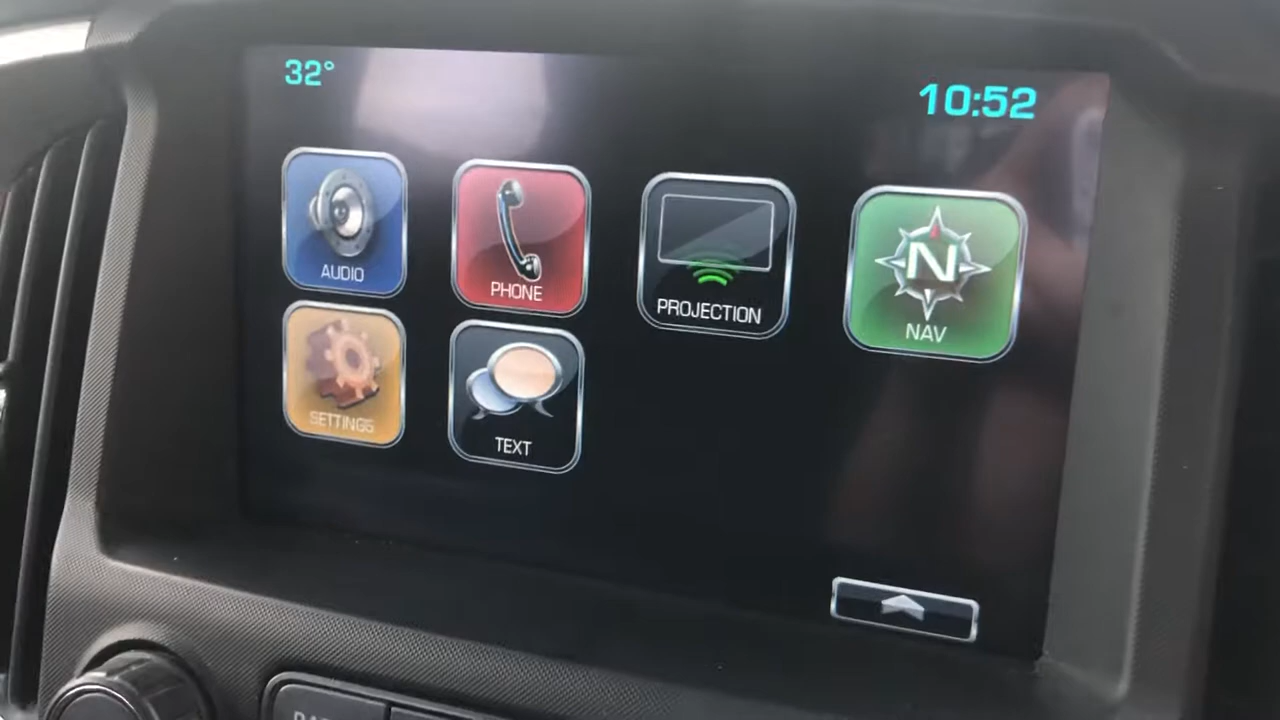 32°
10:52
AUDIO
PHONE
PROJECTION
N
NAV
SETTINGS
TEXT